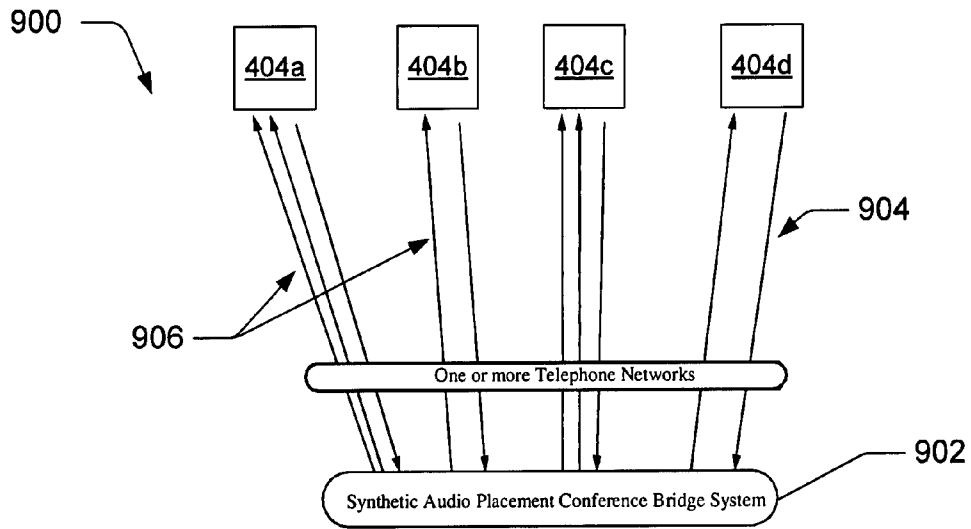 900
404a
404b
404c
404d
904
906
One or more Telephone Networks
902
Synthetic Audio Placement Conference Bridge System